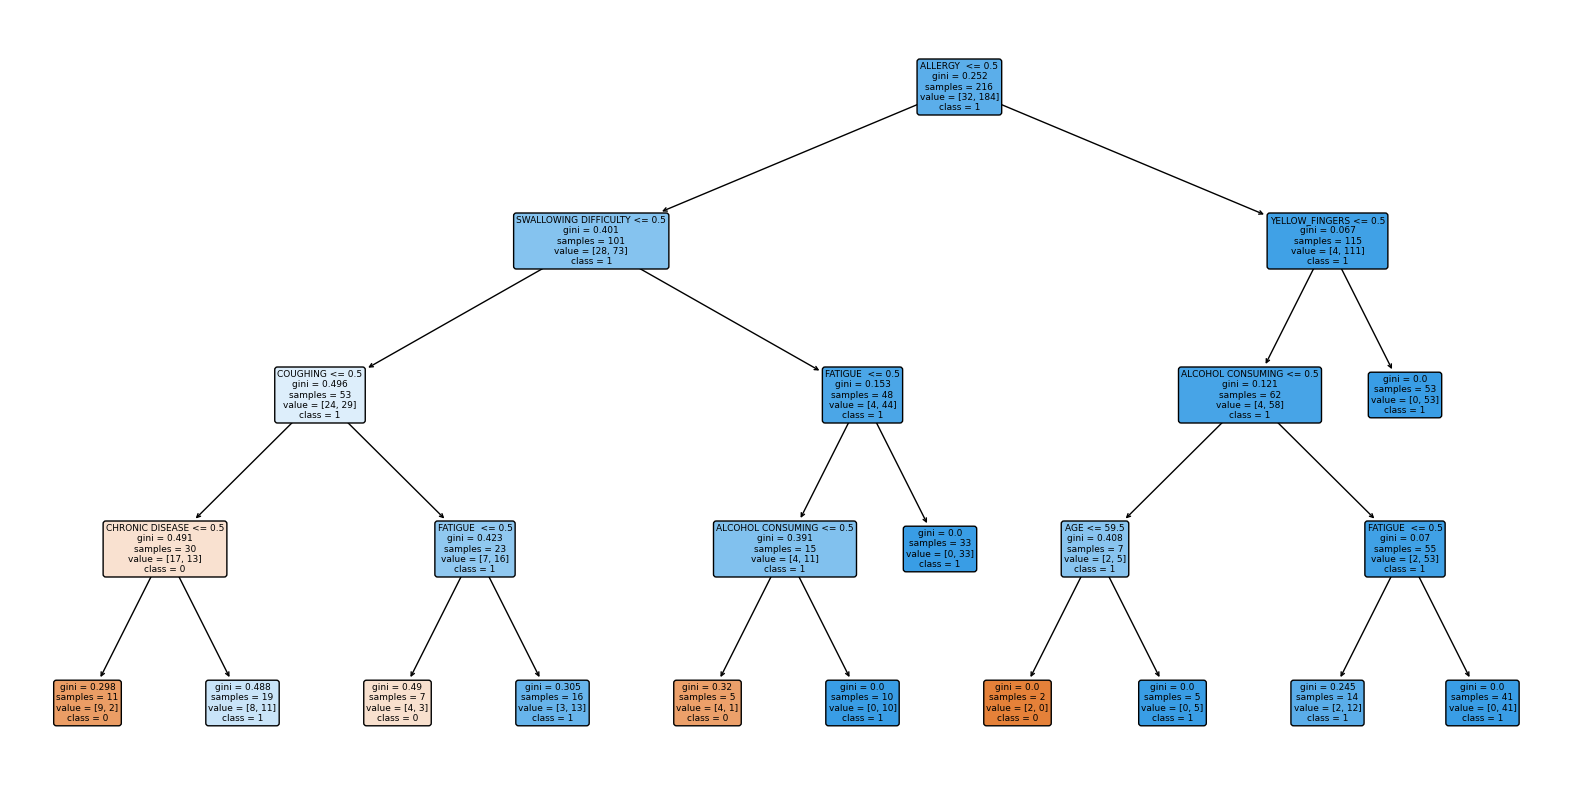 ALLERGY  <= 0.5
gini = 0.252
samples = 216
value = [32, 184]
class = 1
SWALLOWING DIFFICULTY <= 0.5
gini = 0.401
samples = 101
value = [28, 73]
class = 1
YELLOW_FINGERS <= 0.5
gini = 0.067
samples = 115
value = [4, 111]
class = 1
COUGHING <= 0.5
gini = 0.496
samples = 53
value = [24, 29]
class = 1
FATIGUE  <= 0.5
gini = 0.153
samples = 48
value = [4, 44]
class = 1
ALCOHOL CONSUMING <= 0.5
gini = 0.121
samples = 62
value = [4, 58]
class = 1
gini = 0.0
samples = 53
value = [0, 53]
class = 1
CHRONIC DISEASE <= 0.5
gini = 0.491
samples = 30
value = [17, 13]
class = 0
FATIGUE  <= 0.5
gini = 0.423
samples = 23
value = [7, 16]
class = 1
ALCOHOL CONSUMING <= 0.5
gini = 0.391
samples = 15
value = [4, 11]
class = 1
gini = 0.0
samples = 33
value = [0, 33]
class = 1
AGE <= 59.5
gini = 0.408
samples = 7
value = [2, 5]
class = 1
FATIGUE  <= 0.5
gini = 0.07
samples = 55
value = [2, 53]
class = 1
gini = 0.298
samples = 11
value = [9, 2]
class = 0
gini = 0.488
samples = 19
value = [8, 11]
class = 1
gini = 0.49
samples = 7
value = [4, 3]
class = 0
gini = 0.305
samples = 16
value = [3, 13]
class = 1
gini = 0.32
samples = 5
value = [4, 1]
class = 0
gini = 0.0
samples = 10
value = [0, 10]
class = 1
gini = 0.0
samples = 2
value = [2, 0]
class = 0
gini = 0.0
samples = 5
value = [0, 5]
class = 1
gini = 0.245
samples = 14
value = [2, 12]
class = 1
gini = 0.0
samples = 41
value = [0, 41]
class = 1